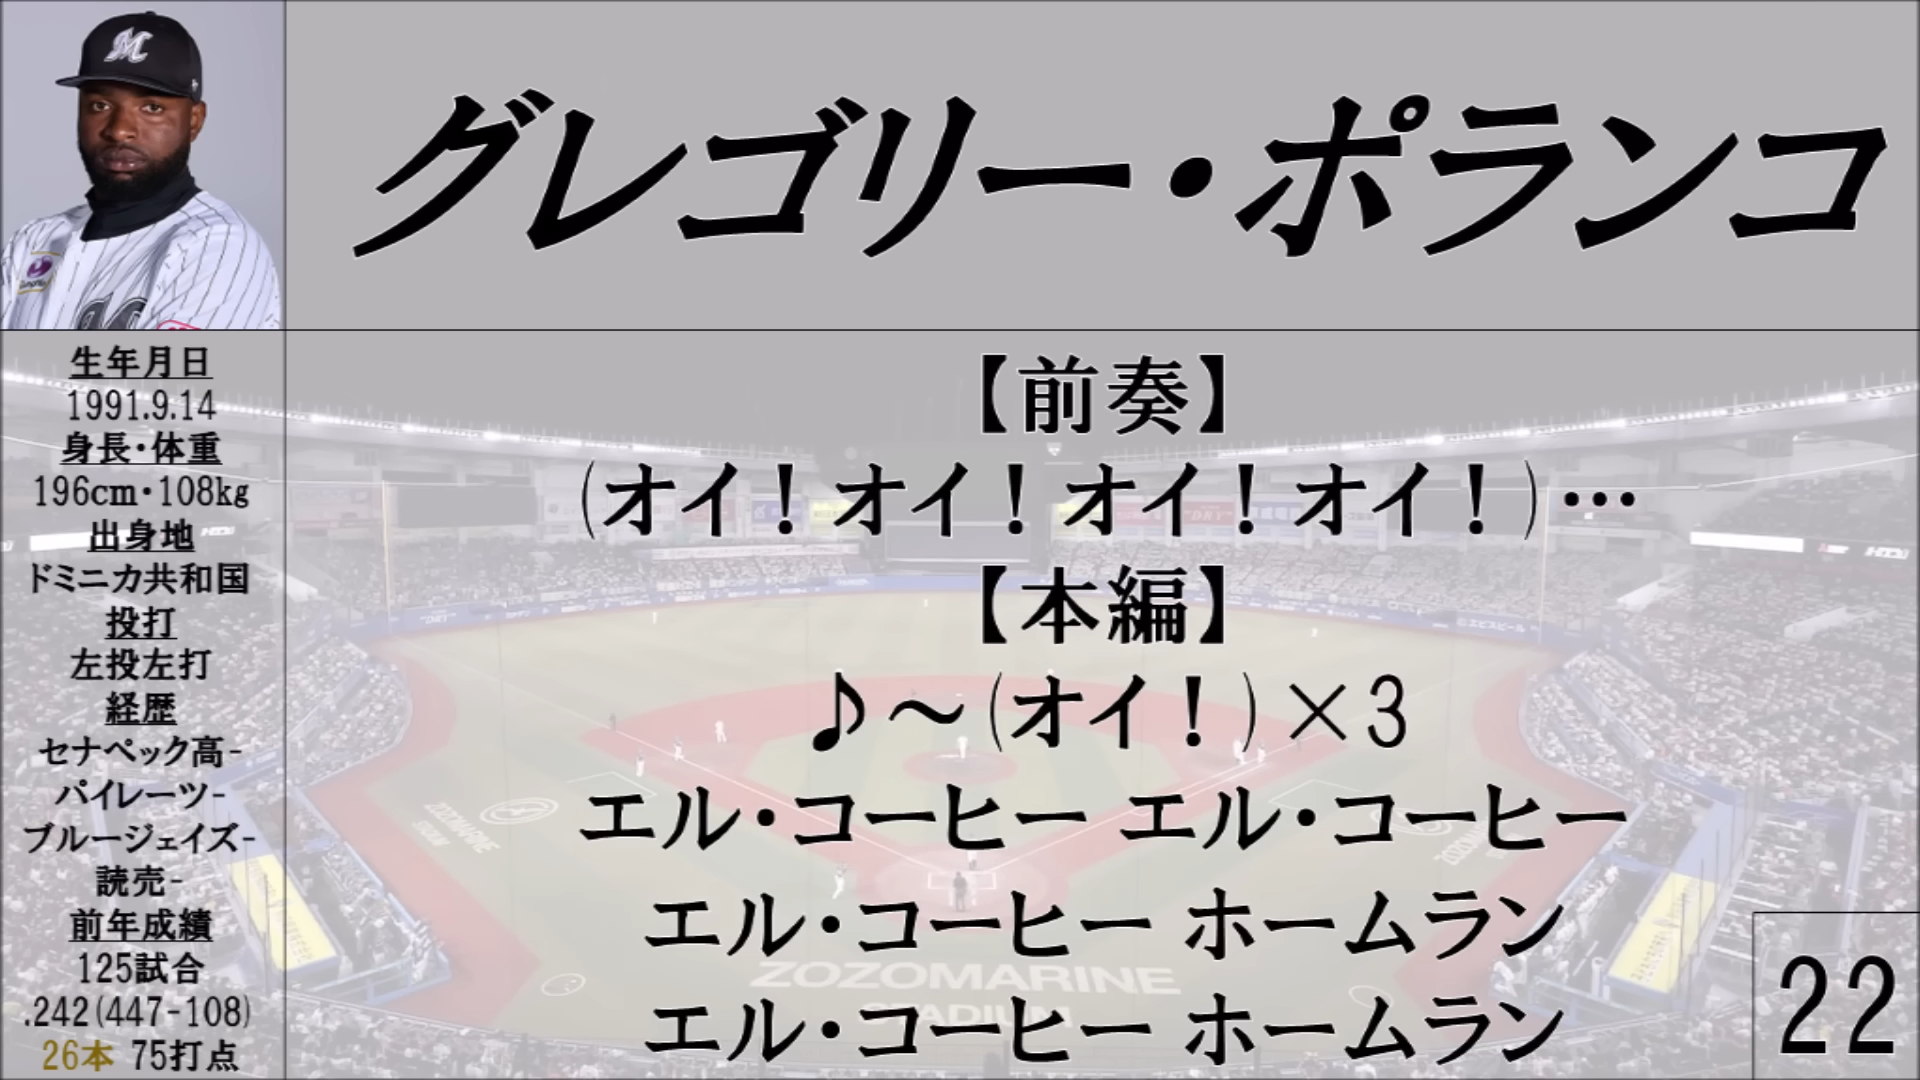 グレゴリー・ポランコ
生年月日
1991.9.14
身長・体重
196cm・108kg
出身地
ドミニカ共和国
投打
左投左打
経歴
セナペック高-
パイレーツ-
ブルージェイズ-
読売-
前年成績
125試合
.242(447-108)
26本 75打点
【前奏】
(オイ！オイ！オイ！オイ！)…
【本編】
♪～(オイ！)×3
エル・コーヒー エル・コーヒー
エル・コーヒー ホームラン
エル・コーヒー ホームラン
22
ZOZOMARINE
STADIUM